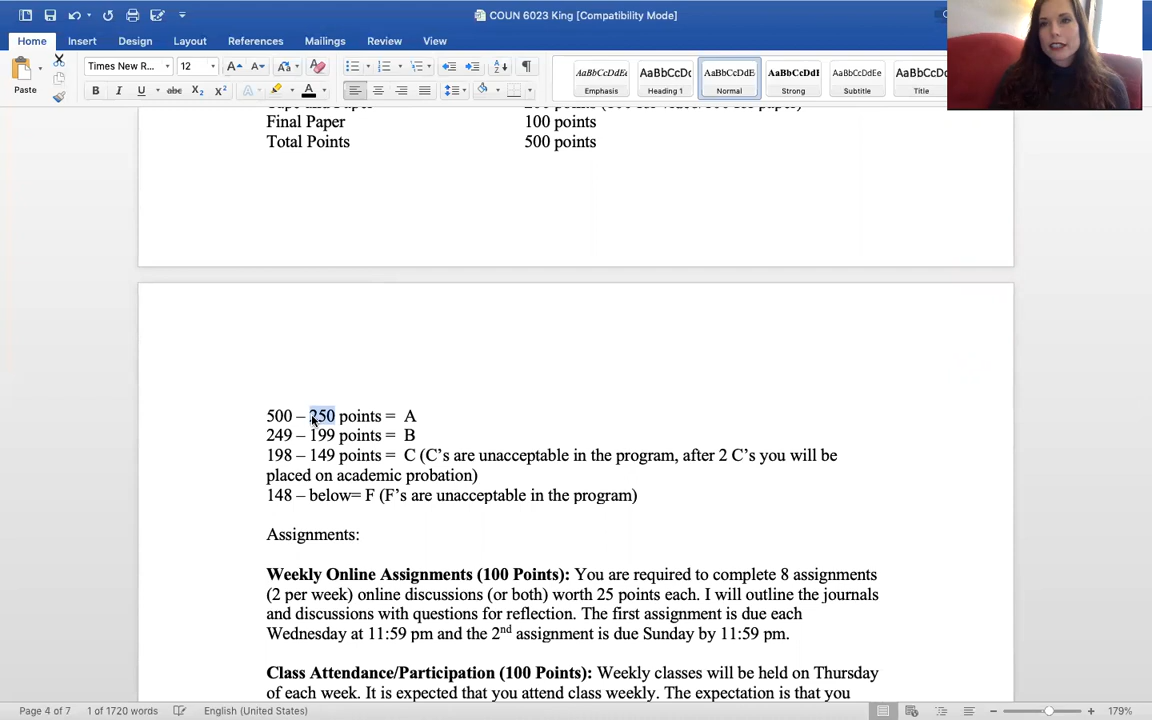 COUN 6023 King [Compatibility Mode]
Home Insert Design Layout References Mailings Review View
Paste
Times New R... 12
AaBbCcDdEe AaBbCcDc AaBbCcDdE AaBbCcDdI AaBbCcDdEe AaBbCcDd
Emphasis Heading 1 Normal Strong Subtitle Title
Final Paper 100 points
Total Points 500 points
500 – 250 points = A
249 – 199 points = B
198 – 149 points = C (C's are unacceptable in the program, after 2 C's you will be
placed on academic probation)
148 – below= F (F's are unacceptable in the program)
Assignments:
Weekly Online Assignments (100 Points): You are required to complete 8 assignments
(2 per week) online discussions (or both) worth 25 points each. I will outline the journals
and discussions with questions for reflection. The first assignment is due each
Wednesday at 11:59 pm and the 2nd assignment is due Sunday by 11:59 pm.
Class Attendance/Participation (100 Points): Weekly classes will be held on Thursday
of each week. It is expected that you attend class weekly. The expectation is that you
Page 4 of 7 1 of 1720 words English (United States) 179%